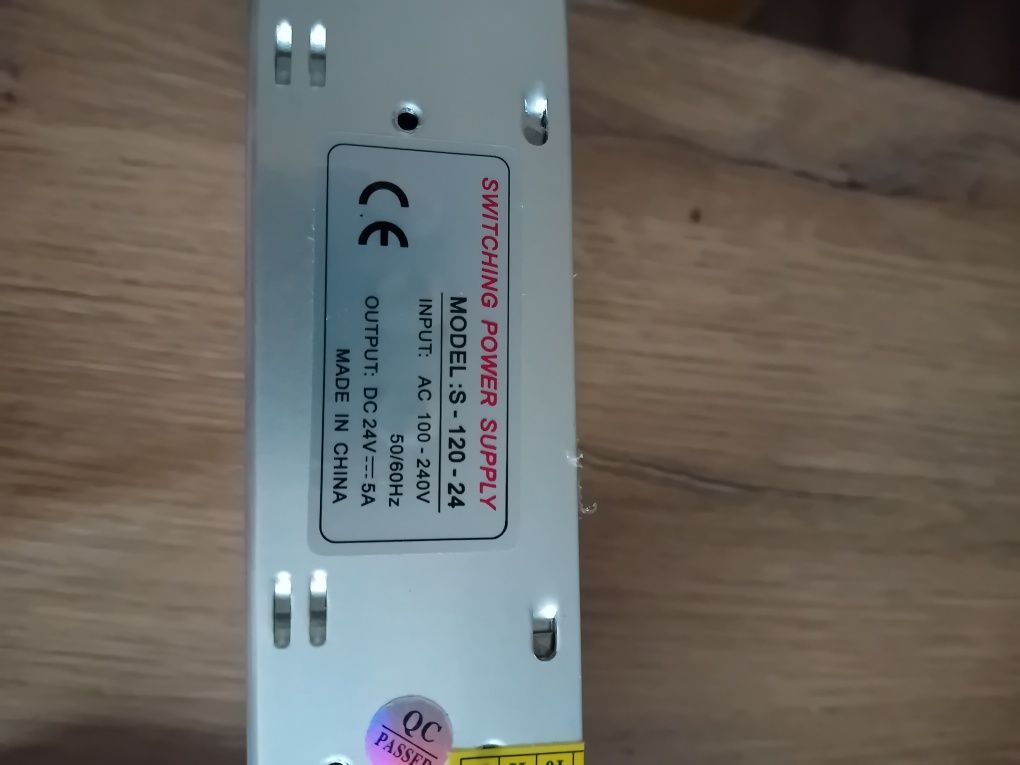 SWITCHING POWER SUPPLY
MODEL:S-120-24
INPUT: AC 100-240V
50/60Hz
OUTPUT: DC 24V⎓5A
MADE IN CHINA
CE
QC
PASSED